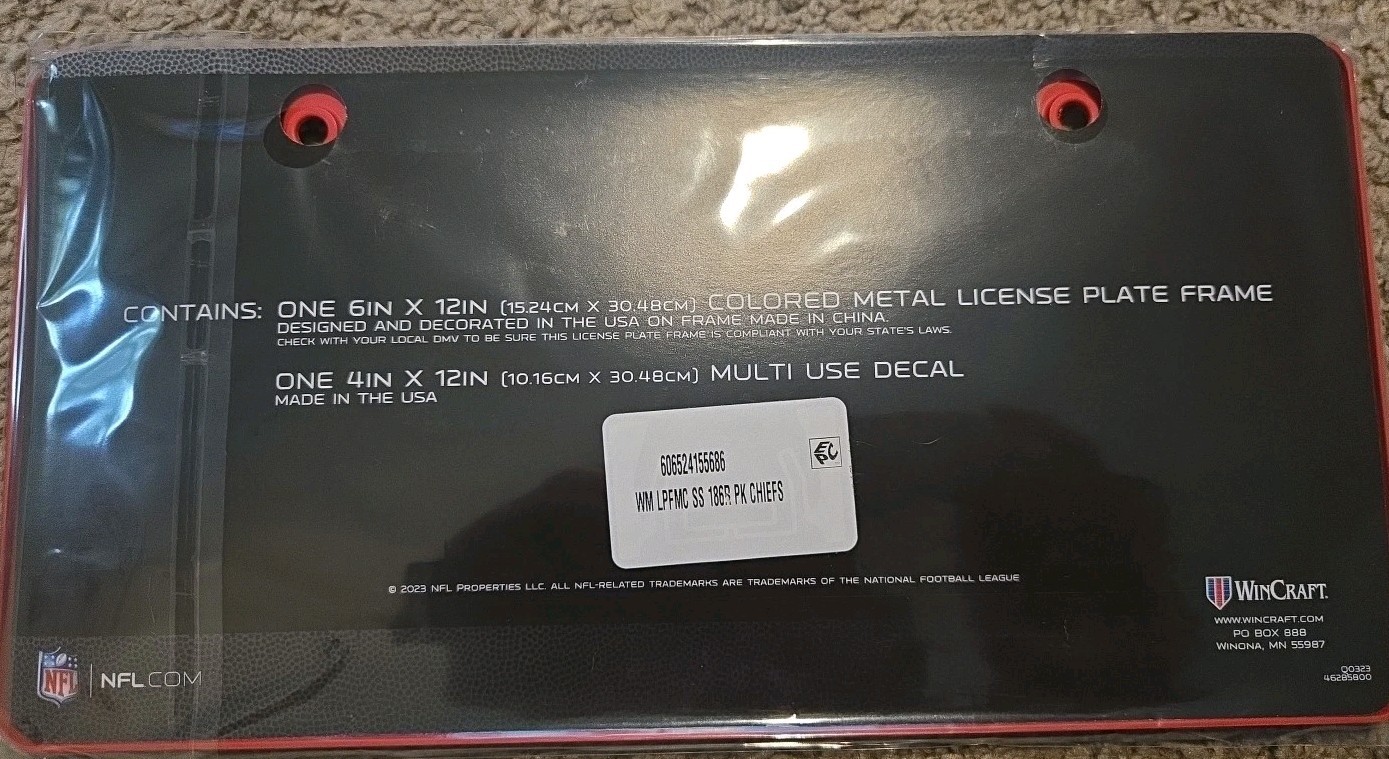 CONTAINS: ONE 6IN X 12IN (15.24CM X 30.48CM) COLORED METAL LICENSE PLATE FRAME
DESIGNED AND DECORATED IN THE USA ON FRAME MADE IN CHINA.
CHECK WITH YOUR LOCAL DMV TO BE SURE THIS LICENSE PLATE FRAME IS COMPLIANT WITH YOUR STATE'S LAWS.
ONE 4IN X 12IN (10.16CM X 30.48CM) MULTI USE DECAL
MADE IN THE USA
EPC
606524155686
WM LPFMC SS 186R PK CHIEFS
© 2023 NFL PROPERTIES LLC. ALL NFL-RELATED TRADEMARKS ARE TRADEMARKS OF THE NATIONAL FOOTBALL LEAGUE
WINCRAFT.
WWW.WINCRAFT.COM
PO BOX 888
WINONA, MN 55987
NFL | NFL.COM
Q0323
46285800